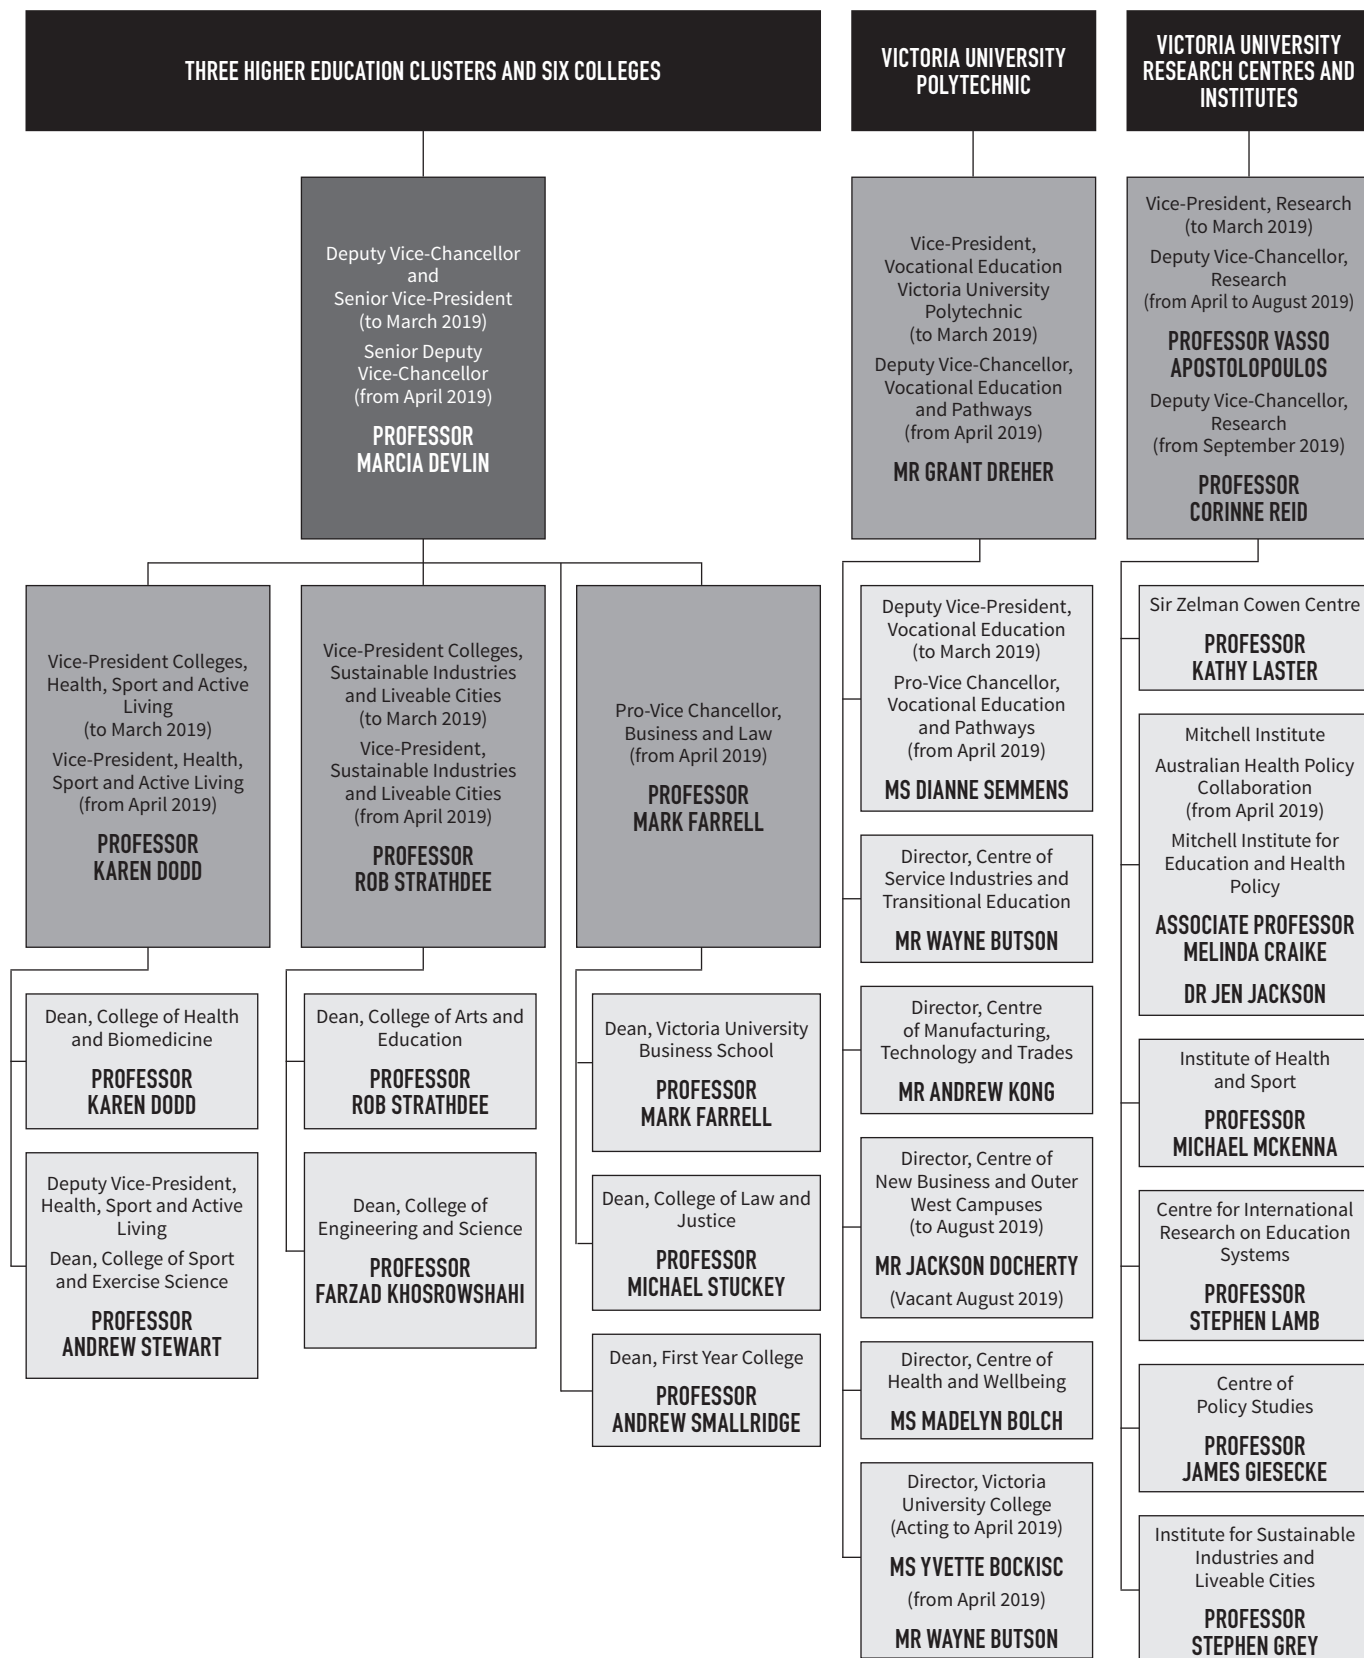 THREE HIGHER EDUCATION CLUSTERS AND SIX COLLEGES
Deputy Vice-Chancellor
and
Senior Vice-President
(to March 2019)
Senior Deputy
Vice-Chancellor
(from April 2019)
PROFESSOR
MARCIA DEVLIN
Vice-President Colleges,
Health, Sport and Active
Living
(to March 2019)
Vice-President, Health,
Sport and Active Living
(from April 2019)
PROFESSOR
KAREN DODD
Dean, College of Health
and Biomedicine
PROFESSOR
KAREN DODD
Deputy Vice-President,
Health, Sport and Active
Living
Dean, College of Sport
and Exercise Science
PROFESSOR
ANDREW STEWART
Vice-President Colleges,
Sustainable Industries
and Liveable Cities
(to March 2019)
Vice-President,
Sustainable Industries
and Liveable Cities
(from April 2019)
PROFESSOR
ROB STRATHDEE
Dean, College of Arts and
Education
PROFESSOR
ROB STRATHDEE
Dean, College of
Engineering and Science
PROFESSOR
FARZAD KHOSROWSHAHI
Pro-Vice Chancellor,
Business and Law
(from April 2019)
PROFESSOR
MARK FARRELL
Dean, Victoria University
Business School
PROFESSOR
MARK FARRELL
Dean, College of Law and
Justice
PROFESSOR
MICHAEL STUCKEY
Dean, First Year College
PROFESSOR
ANDREW SMALLRIDGE
VICTORIA UNIVERSITY
POLYTECHNIC
Vice-President,
Vocational Education
Victoria University
Polytechnic
(to March 2019)
Deputy Vice-Chancellor,
Vocational Education
and Pathways
(from April 2019)
MR GRANT DREHER
Deputy Vice-President,
Vocational Education
(to March 2019)
Pro-Vice Chancellor,
Vocational Education
and Pathways
(from April 2019)
MS DIANNE SEMMENS
Director, Centre of
Service Industries and
Transitional Education
MR WAYNE BUTSON
Director, Centre
of Manufacturing,
Technology and Trades
MR ANDREW KONG
Director, Centre of
New Business and Outer
West Campuses
(to August 2019)
MR JACKSON DOCHERTY
(Vacant August 2019)
Director, Centre of
Health and Wellbeing
MS MADELYN BOLCH
Director, Victoria
University College
(Acting to April 2019)
MS YVETTE BOCKISC
(from April 2019)
MR WAYNE BUTSON
VICTORIA UNIVERSITY
RESEARCH CENTRES AND
INSTITUTES
Vice-President, Research
(to March 2019)
Deputy Vice-Chancellor,
Research
(from April to August 2019)
PROFESSOR VASSO
APOSTOLOPOULOS
Deputy Vice-Chancellor,
Research
(from September 2019)
PROFESSOR
CORINNE REID
Sir Zelman Cowen Centre
PROFESSOR
KATHY LASTER
Mitchell Institute
Australian Health Policy
Collaboration
(from April 2019)
Mitchell Institute for
Education and Health
Policy
ASSOCIATE PROFESSOR
MELINDA CRAIKE
DR JEN JACKSON
Institute of Health
and Sport
PROFESSOR
MICHAEL MCKENNA
Centre for International
Research on Education
Systems
PROFESSOR
STEPHEN LAMB
Centre of
Policy Studies
PROFESSOR
JAMES GIESECKE
Institute for Sustainable
Industries and
Liveable Cities
PROFESSOR
STEPHEN GREY